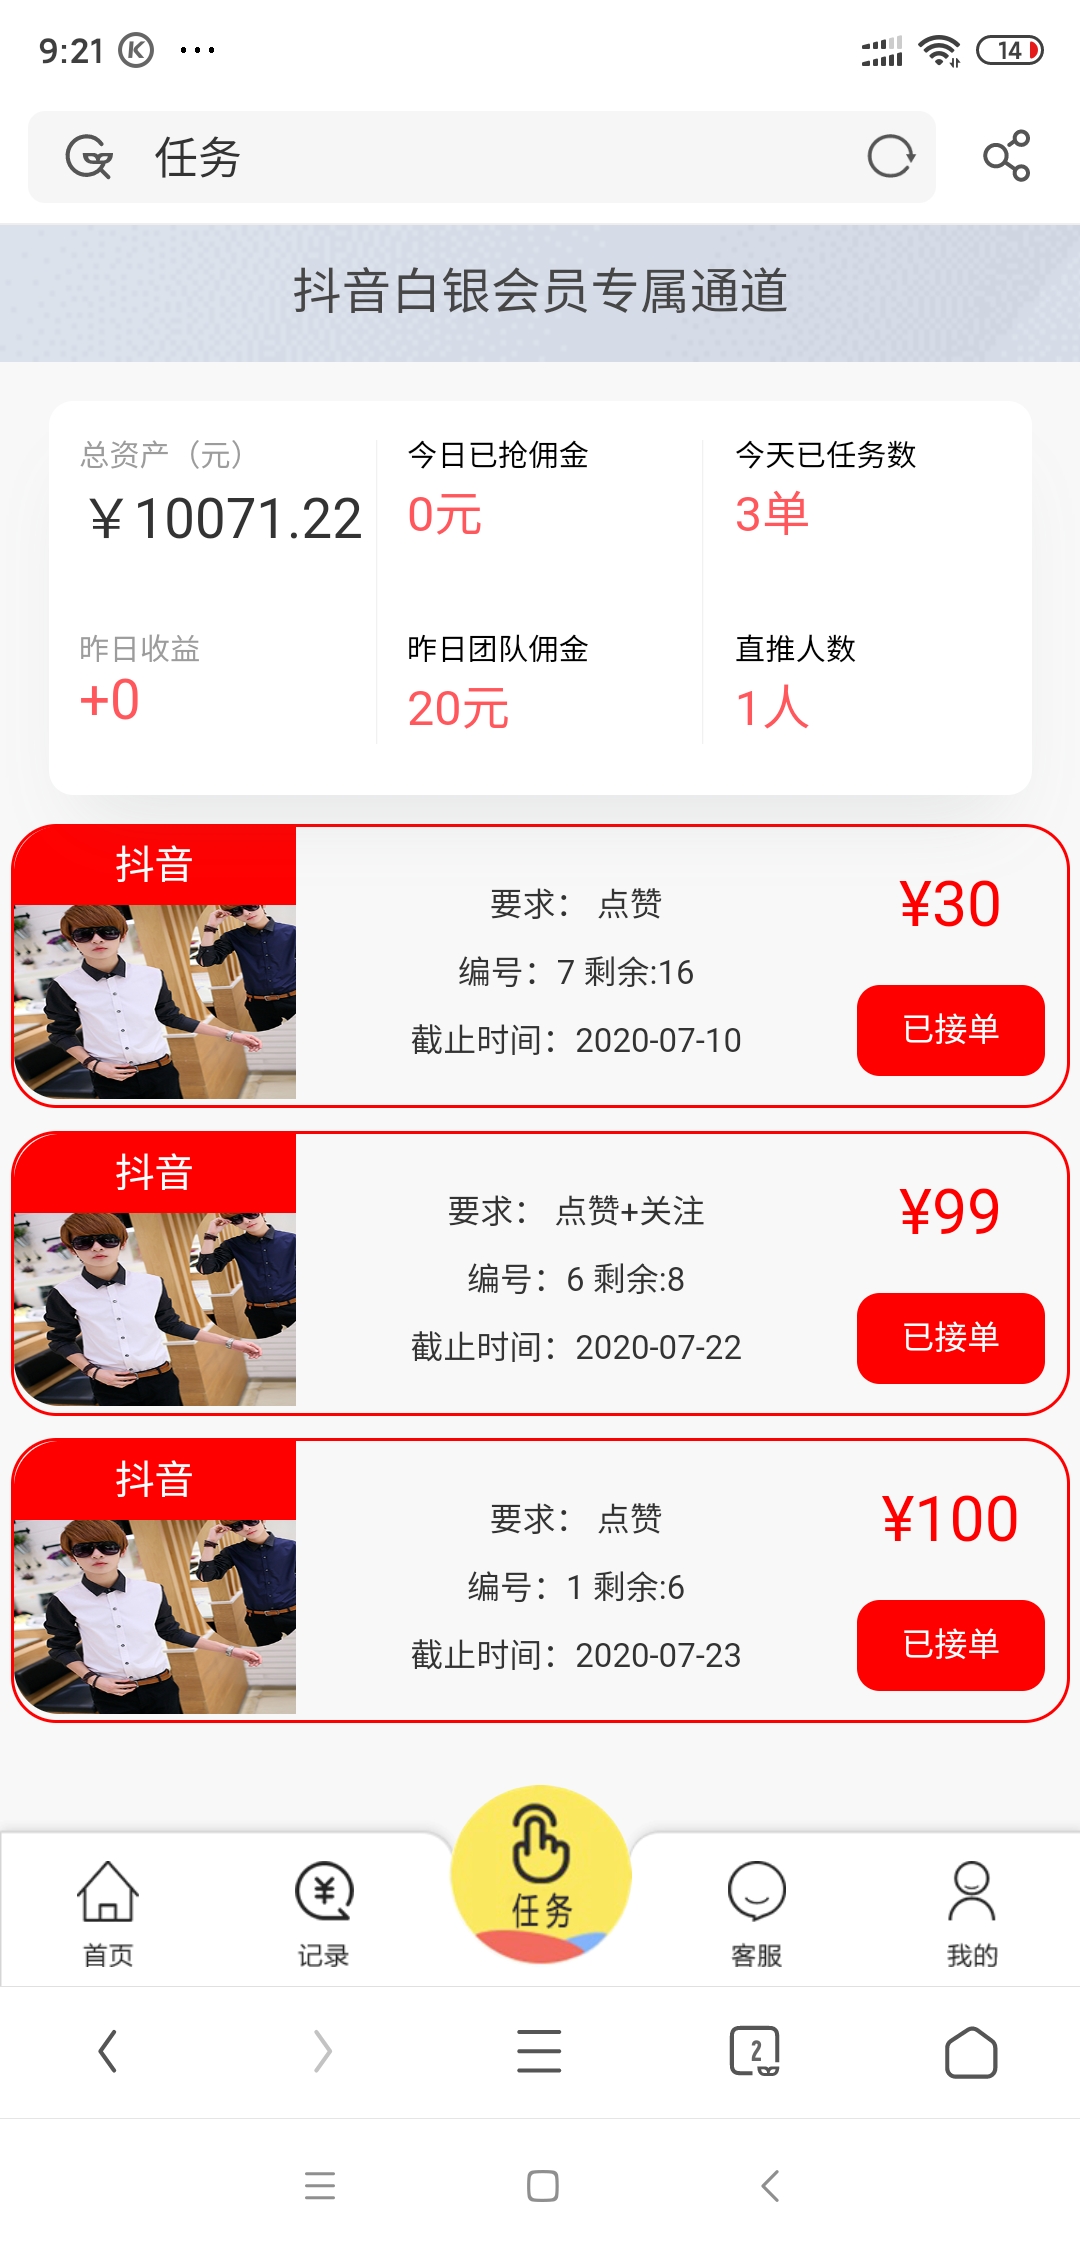 9:21
14
任务
抖音白银会员专属通道
总资产（元）
￥10071.22
今日已抢佣金
0元
今天已任务数
3单
昨日收益
+0
昨日团队佣金
20元
直推人数
1人
抖音
要求： 点赞
编号：7 剩余:16
截止时间：2020-07-10
¥30
已接单
抖音
要求： 点赞+关注
编号：6 剩余:8
截止时间：2020-07-22
¥99
已接单
抖音
要求： 点赞
编号：1 剩余:6
截止时间：2020-07-23
¥100
已接单
首页
记录
任务
客服
我的
2